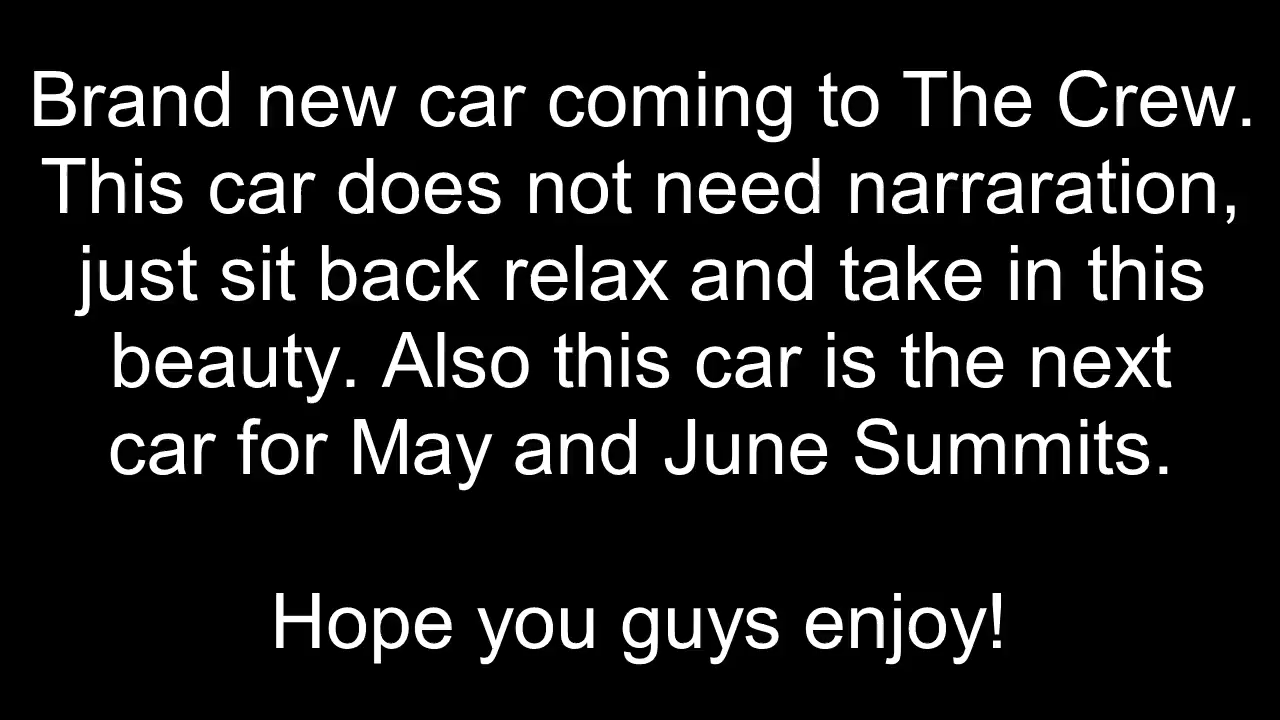 Brand new car coming to The Crew.
This car does not need narraration,
just sit back relax and take in this
beauty. Also this car is the next
car for May and June Summits.
Hope you guys enjoy!